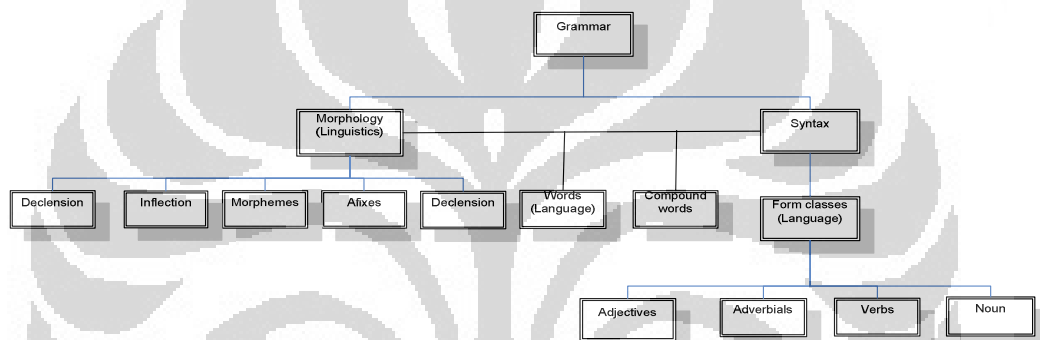 Grammar
Morphology
(Linguistics)
Syntax
Declension
Inflection
Morphemes
Afixes
Declension
Words
(Language)
Compound
words
Form classes
(Language)
Adjectives
Adverbials
Verbs
Noun